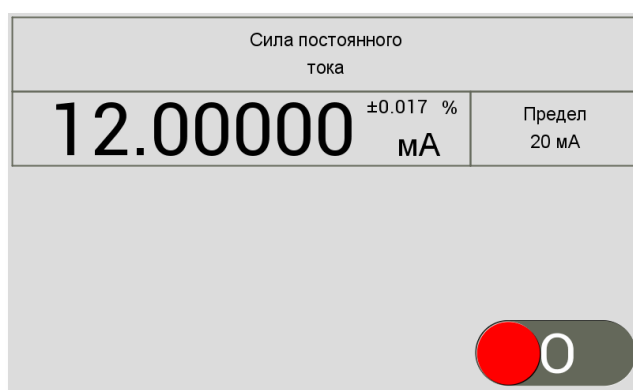 Сила постоянного
тока
12.00000 ±0.017 % мА
Предел
20 мА
O